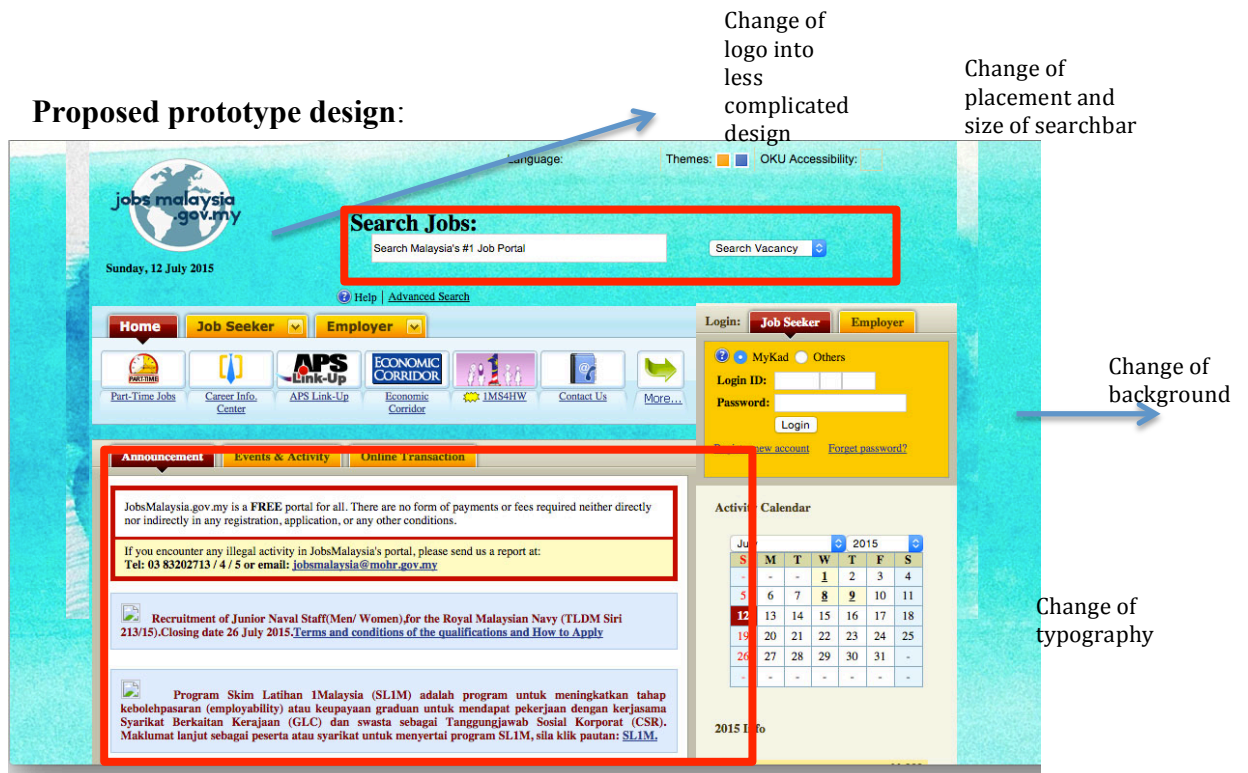 Change of
logo into
less
complicated
design
Change of
placement and
size of searchbar
Proposed prototype design:
Language:
Themes:
OKU Accessibility:
jobs malaysia
.gov.my
Search Jobs:
Search Malaysia's #1 Job Portal
Search Vacancy
Sunday, 12 July 2015
Help | Advanced Search
Home
Job Seeker
Employer
Login:
Job Seeker
Employer
PART-TIME
APS
Link-Up
ECONOMIC
CORRIDOR
Part-Time Jobs
Career Info.
Center
APS Link-Up
Economic
Corridor
1MS4HW
Contact Us
More...
MyKad
Others
Login ID:
Password:
Login
new account
Forget password?
Change of
background
Announcement
Events & Activity
Online Transaction
JobsMalaysia.gov.my is a FREE portal for all. There are no form of payments or fees required neither directly
nor indirectly in any registration, application, or any other conditions.
If you encounter any illegal activity in JobsMalaysia's portal, please send us a report at:
Tel: 03 83202713 / 4 / 5 or email: jobsmalaysia@mohr.gov.my
Recruitment of Junior Naval Staff(Men/ Women),for the Royal Malaysian Navy (TLDM Siri
213/15).Closing date 26 July 2015.Terms and conditions of the qualifications and How to Apply
Program Skim Latihan 1Malaysia (SL1M) adalah program untuk meningkatkan tahap
kebolehpasaran (employability) atau keupayaan graduan untuk mendapat pekerjaan dengan kerjasama
Syarikat Berkaitan Kerajaan (GLC) dan swasta sebagai Tanggungjawab Sosial Korporat (CSR).
Maklumat lanjut sebagai peserta atau syarikat untuk menyertai program SL1M, sila klik pautan: SL1M.
Activity Calendar
July 2015
S M T W T F S
- - - 1 2 3 4
5 6 7 8 9 10 11
12 13 14 15 16 17 18
19 20 21 22 23 24 25
26 27 28 29 30 31 -
- - - - - - -
2015 Info
Change of
typography